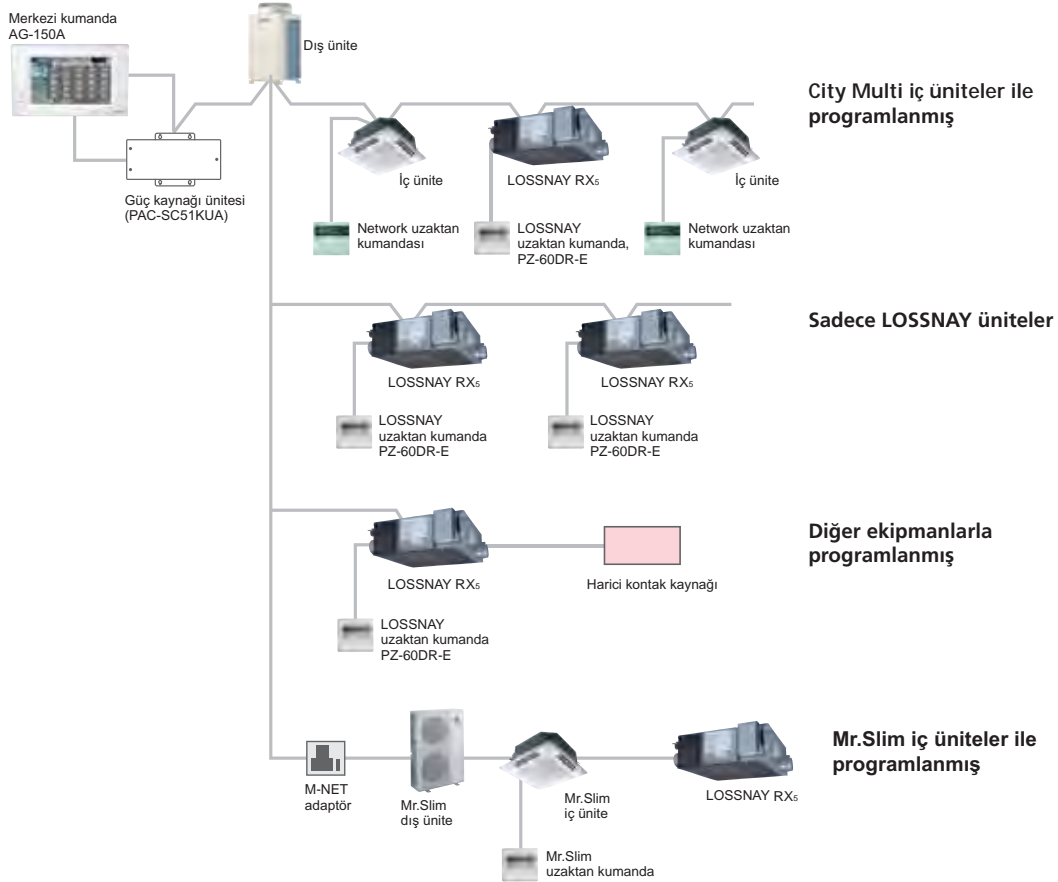 Merkezi kumanda
AG-150A
Dış ünite
Güç kaynağı ünitesi
(PAC-SC51KUA)
City Multi iç üniteler ile
programlanmış
İç ünite
LOSSNAY RX5
İç ünite
Network uzaktan
kumandası
LOSSNAY
uzaktan kumanda,
PZ-60DR-E
Network uzaktan
kumandası
Sadece LOSSNAY üniteler
LOSSNAY RX5
LOSSNAY RX5
LOSSNAY
uzaktan kumanda
PZ-60DR-E
LOSSNAY
uzaktan kumanda
PZ-60DR-E
Diğer ekipmanlarla
programlanmış
LOSSNAY RX5
Harici kontak kaynağı
LOSSNAY
uzaktan kumanda
PZ-60DR-E
Mr.Slim iç üniteler ile
programlanmış
M-NET
adaptör
Mr.Slim
dış ünite
Mr.Slim
iç ünite
LOSSNAY RX5
Mr.Slim
uzaktan kumanda